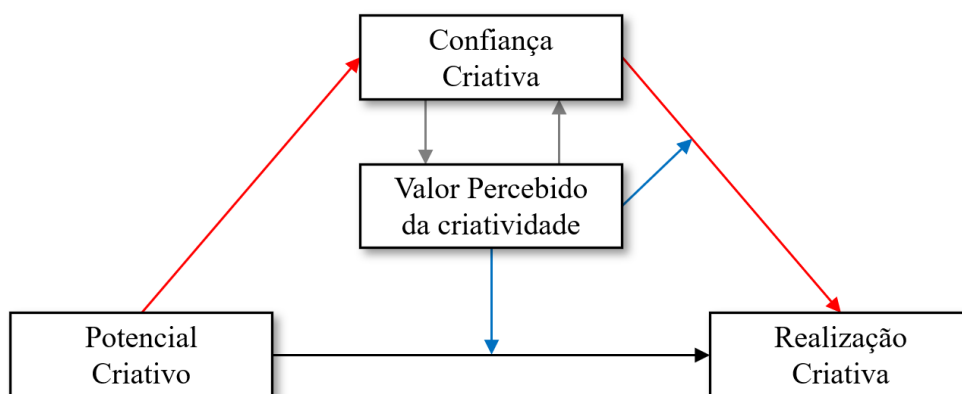 Confiança
Criativa
Valor Percebido
da criatividade
Potencial
Criativo
Realização
Criativa